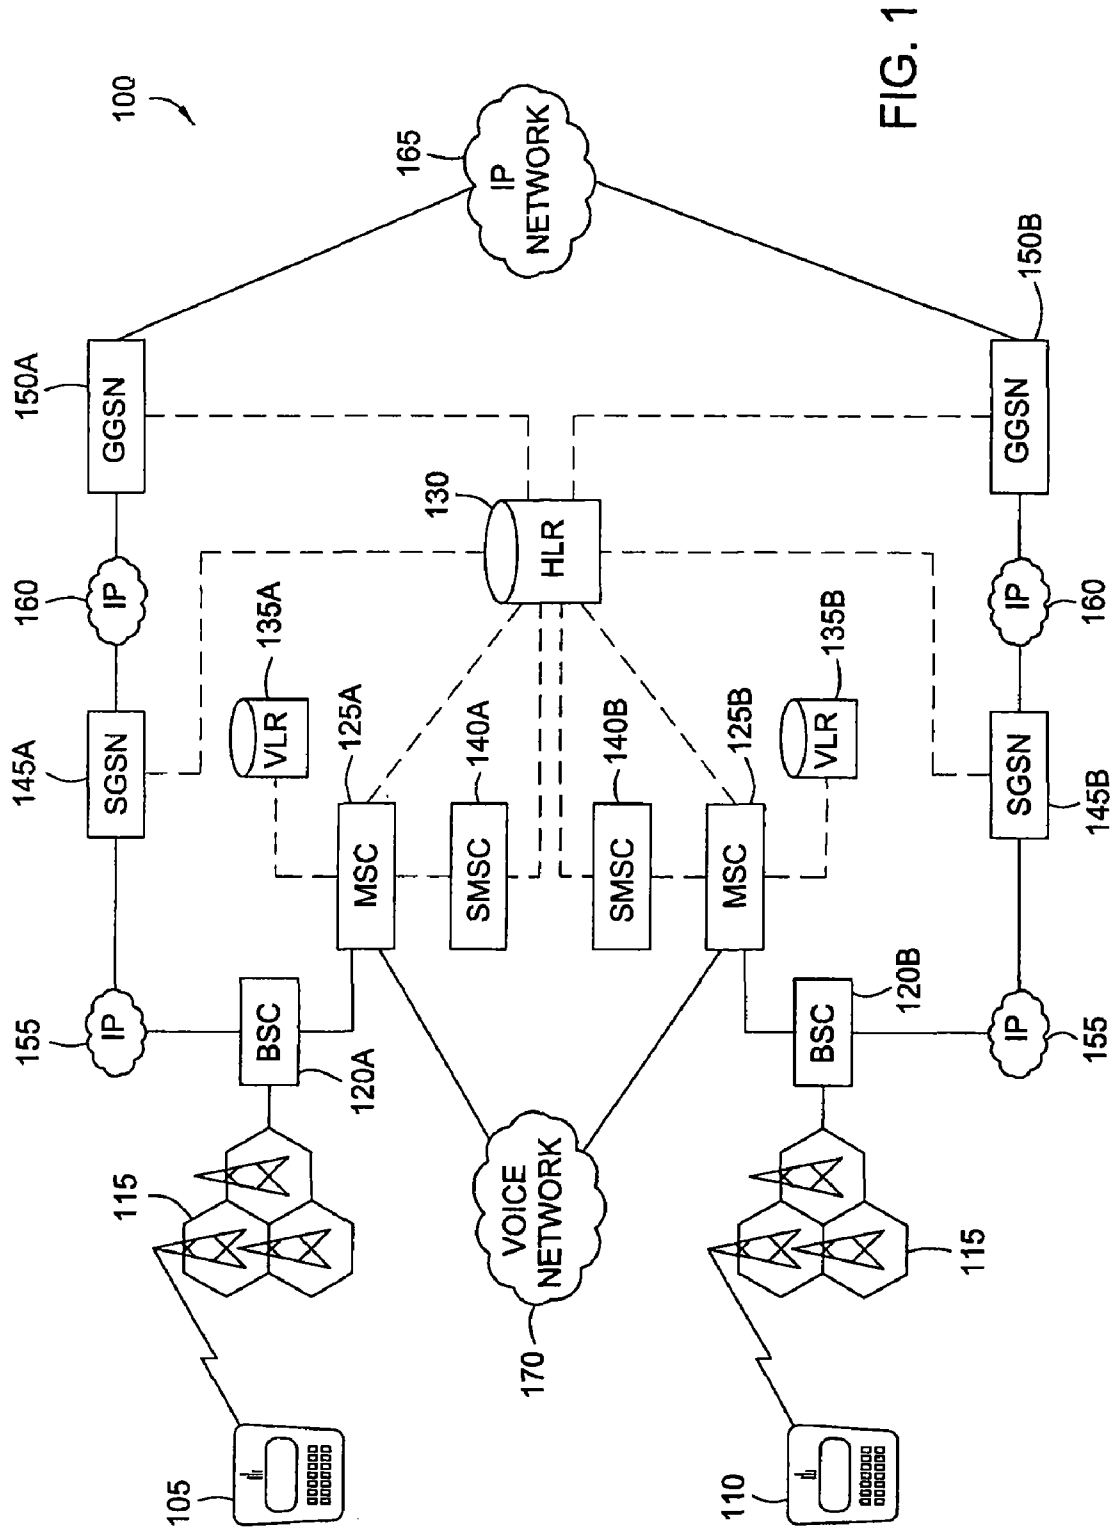 100
105
115
155
IP
145A
SGSN
160
IP
150A
GGSN
BSC
120A
VLR
135A
MSC
125A
SMSC
140A
HLR
130
IP
NETWORK
165
VOICE
NETWORK
170
SMSC
140B
MSC
125B
VLR
135B
110
115
BSC
120B
IP
155
SGSN
145B
IP
160
GGSN
150B
FIG. 1